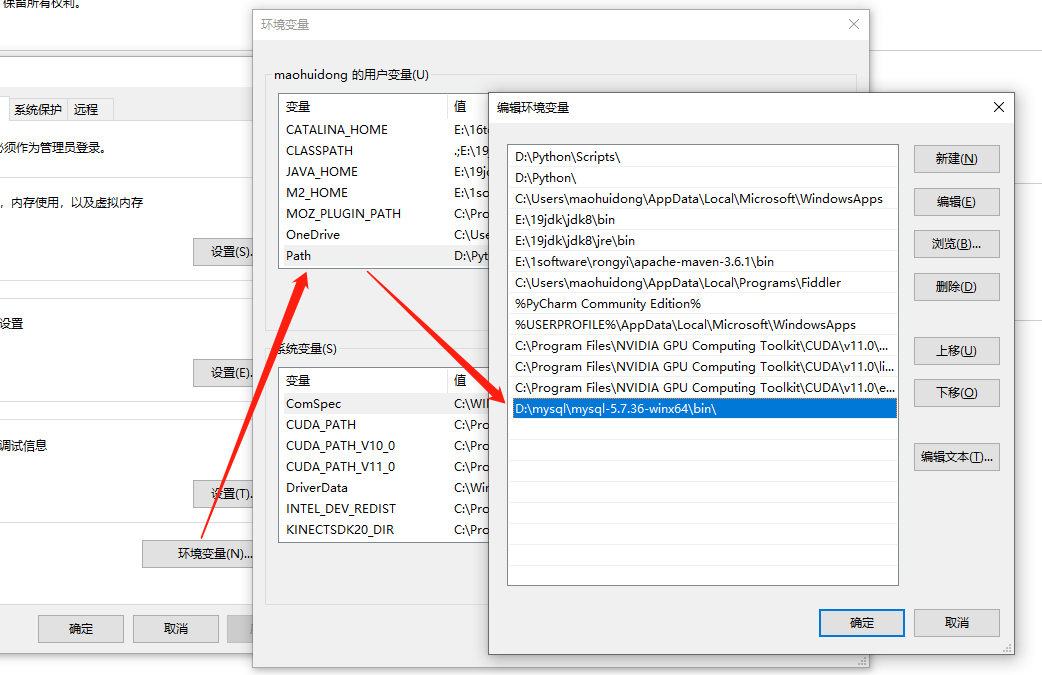 保留所有权利。
系统保护
远程
必须作为管理员登录。
，内存使用，以及虚拟内存
设置(S)...
设置
设置(E)...
调试信息
设置(T)...
环境变量(N)...
确定
取消
环境变量
maohuidong 的用户变量(U)
变量 值
CATALINA_HOME E:\16t
CLASSPATH .;E:\19j
JAVA_HOME E:\19jd
M2_HOME E:\1so
MOZ_PLUGIN_PATH C:\Pro
OneDrive C:\Use
Path D:\Pyt
系统变量(S)
变量 值
ComSpec C:\WIN
CUDA_PATH C:\Pro
CUDA_PATH_V10_0 C:\Pro
CUDA_PATH_V11_0 C:\Pro
DriverData C:\Win
INTEL_DEV_REDIST C:\Pro
KINECTSDK20_DIR C:\Pro
编辑环境变量
D:\Python\Scripts\
D:\Python\
C:\Users\maohuidong\AppData\Local\Microsoft\WindowsApps
E:\19jdk\jdk8\bin
E:\19jdk\jdk8\jre\bin
E:\1software\rongyi\apache-maven-3.6.1\bin
C:\Users\maohuidong\AppData\Local\Programs\Fiddler
%PyCharm Community Edition%
%USERPROFILE%\AppData\Local\Microsoft\WindowsApps
C:\Program Files\NVIDIA GPU Computing Toolkit\CUDA\v11.0\...
C:\Program Files\NVIDIA GPU Computing Toolkit\CUDA\v11.0\li...
C:\Program Files\NVIDIA GPU Computing Toolkit\CUDA\v11.0\e...
D:\mysql\mysql-5.7.36-winx64\bin\
新建(N)
编辑(E)
浏览(B)...
删除(D)
上移(U)
下移(O)
编辑文本(T)...
确定
取消